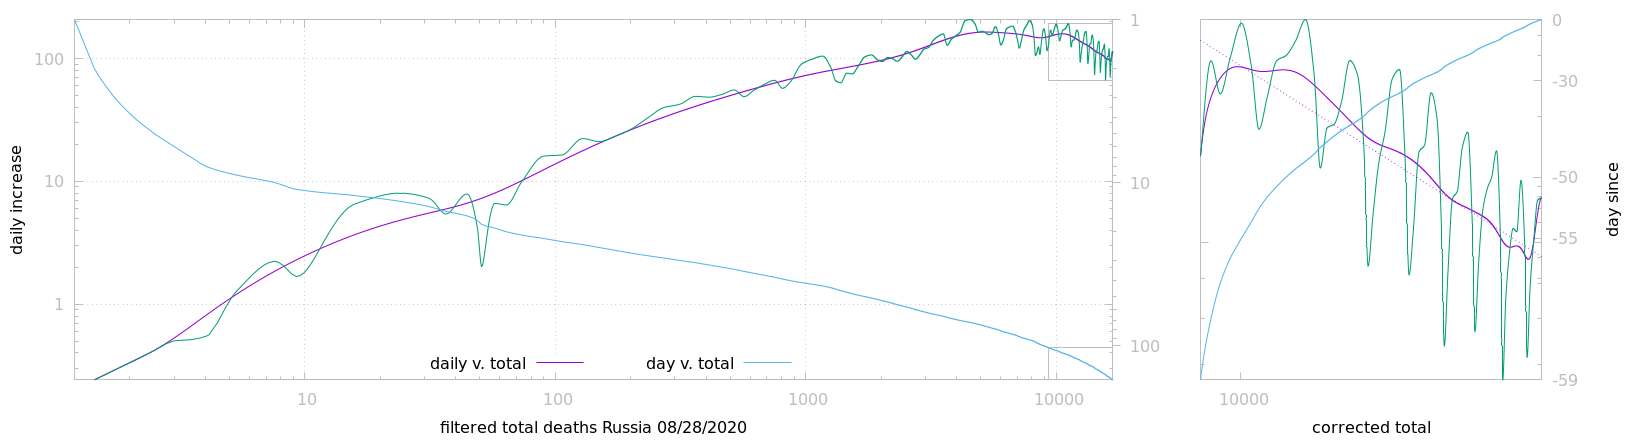 daily increase
100
10
1
daily v. total
day v. total
10
100
1000
10000
filtered total deaths Russia 08/28/2020
1
10
100
10000
corrected total
0
-30
-50
-55
-59
day since